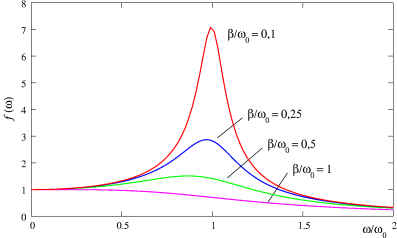 8
7
6
5
4
3
2
1
0
f (ω)
β/ω₀ = 0,1
β/ω₀ = 0,25
β/ω₀ = 0,5
β/ω₀ = 1
0 0.5 1 1.5 2
ω/ω₀